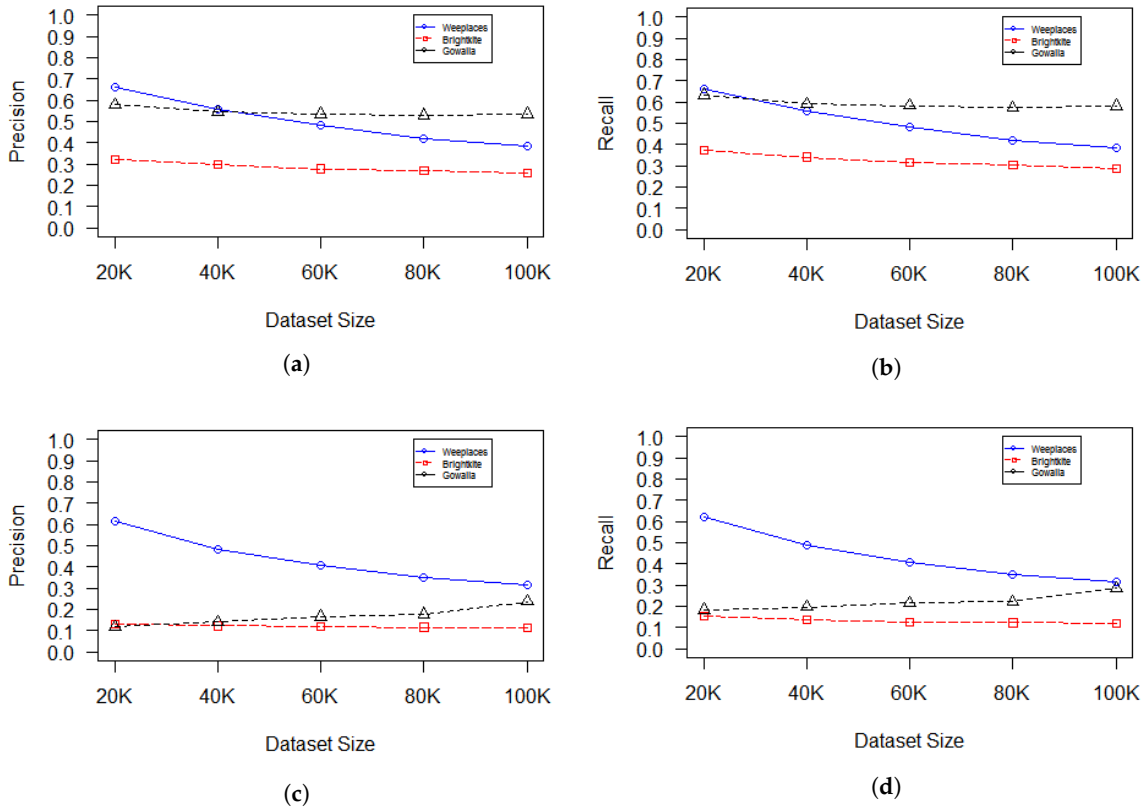 1.0
0.9
0.8
0.7
0.6
0.5
0.4
0.3
0.2
0.1
0.0
Precision
Weeplaces
Brightkite
Gowalla
20K 40K 60K 80K 100K
Dataset Size
(a)
1.0
0.9
0.8
0.7
0.6
0.5
0.4
0.3
0.2
0.1
0.0
Recall
Weeplaces
Brightkite
Gowalla
20K 40K 60K 80K 100K
Dataset Size
(b)
1.0
0.9
0.8
0.7
0.6
0.5
0.4
0.3
0.2
0.1
0.0
Precision
Weeplaces
Brightkite
Gowalla
20K 40K 60K 80K 100K
Dataset Size
(c)
1.0
0.9
0.8
0.7
0.6
0.5
0.4
0.3
0.2
0.1
0.0
Recall
Weeplaces
Brightkite
Gowalla
20K 40K 60K 80K 100K
Dataset Size
(d)